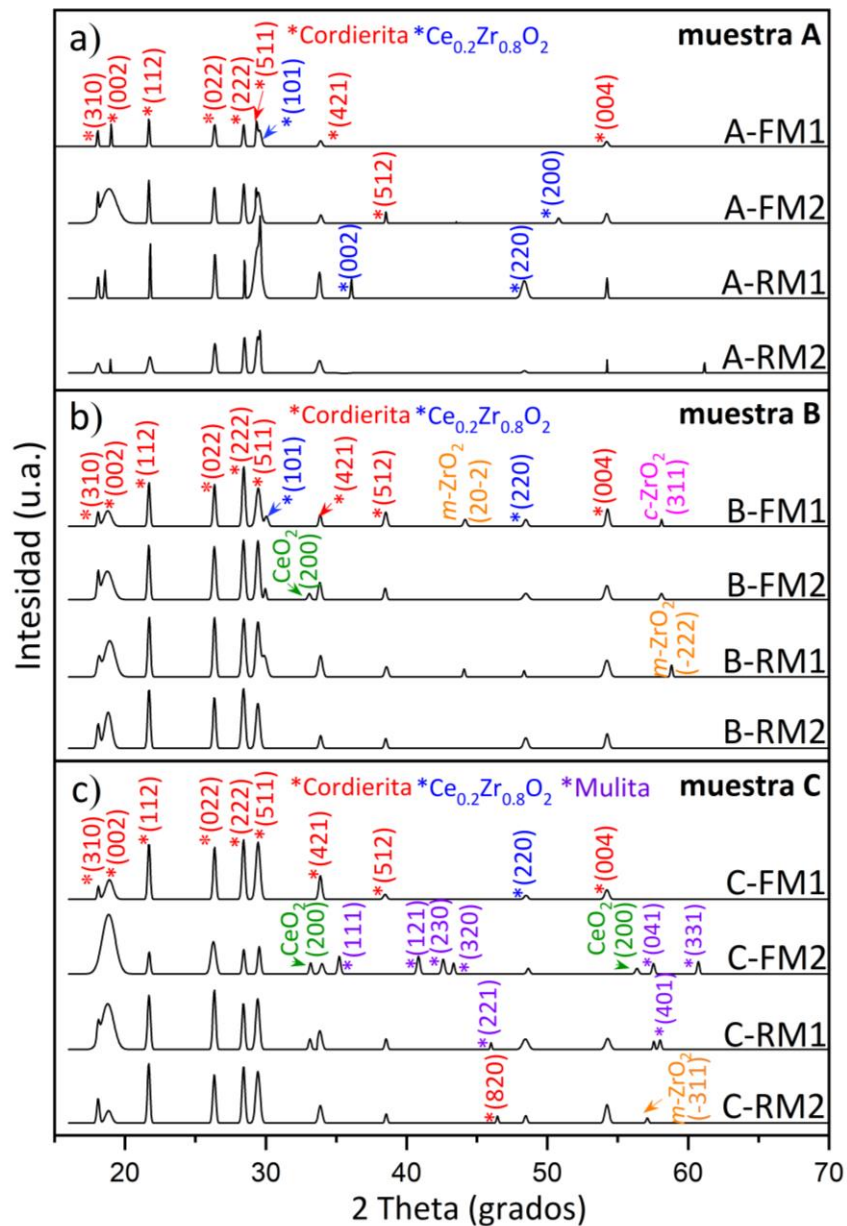 a)
*Cordierita *Ce0.2Zr0.8O2
muestra A
*(310)
*(002)
*(112)
*(022)
*(222)
*(511)
*(101)
*(421)
*(004)
A-FM1
*(512)
*(200)
A-FM2
*(002)
*(220)
A-RM1
A-RM2
b)
*Cordierita *Ce0.2Zr0.8O2
muestra B
*(310)
*(002)
*(112)
*(022)
*(222)
*(511)
*(101)
*(421)
*(512)
m-ZrO2
(20-2)
*(220)
*(004)
c-ZrO2
(311)
B-FM1
CeO2
(200)
B-FM2
m-ZrO2
(-222)
B-RM1
B-RM2
c)
*Cordierita *Ce0.2Zr0.8O2 *Mulita
muestra C
*(310)
*(002)
*(112)
*(022)
*(222)
*(511)
*(421)
*(512)
*(220)
*(004)
C-FM1
CeO2
(200)
*(111)
*(121)
*(230)
*(320)
CeO2
(200)
*(041)
*(331)
C-FM2
*(221)
*(401)
C-RM1
*(820)
m-ZrO2
(-311)
C-RM2
20 30 40 50 60 70
2 Theta (grados)
Intesidad (u.a.)